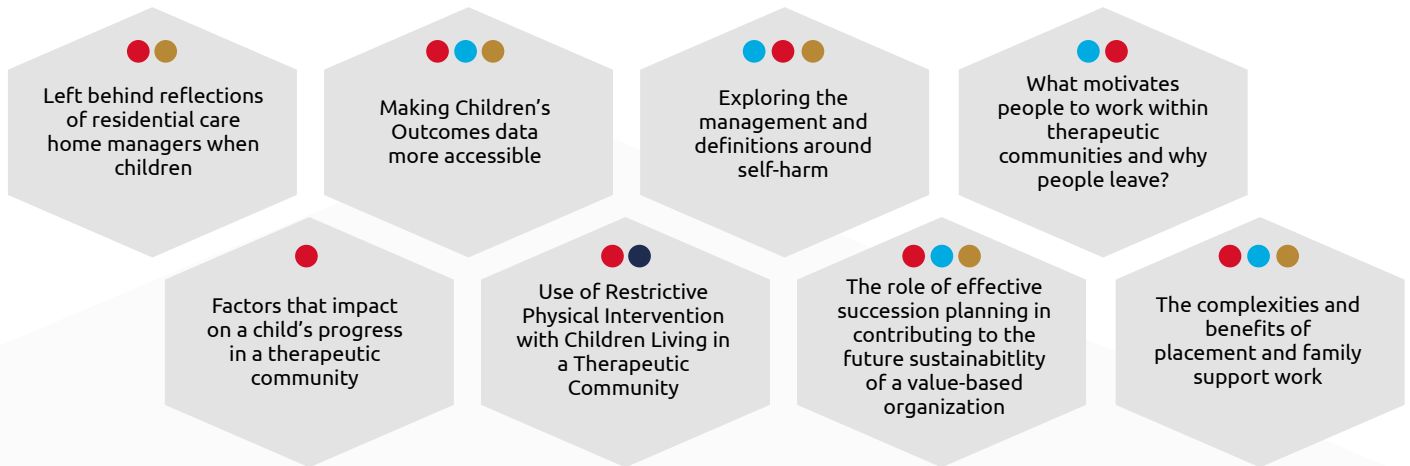 Left behind reflections
of residential care
home managers when
children
Making Children’s
Outcomes data
more accessible
Exploring the
management and
definitions around
self-harm
What motivates
people to work within
therapeutic
communities and why
people leave?
Factors that impact
on a child’s progress
in a therapeutic
community
Use of Restrictive
Physical Intervention
with Children Living in
a Therapeutic
Community
The role of effective
succession planning in
contributing to the
future sustainabitlity
of a value-based
organization
The complexities and
benefits of
placement and family
support work